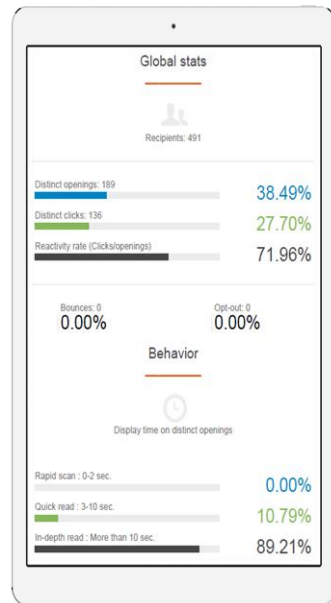 Global stats
Recipients: 491
Distinct openings: 189
38.49%
Distinct clicks: 136
27.70%
Reactivity rate (Clicks/openings)
71.96%
Bounces: 0
Opt-out: 0
0.00%
0.00%
Behavior
Display time on distinct openings
Rapid scan : 0-2 sec.
0.00%
Quick read : 3-10 sec.
10.79%
In-depth read : More than 10 sec.
89.21%